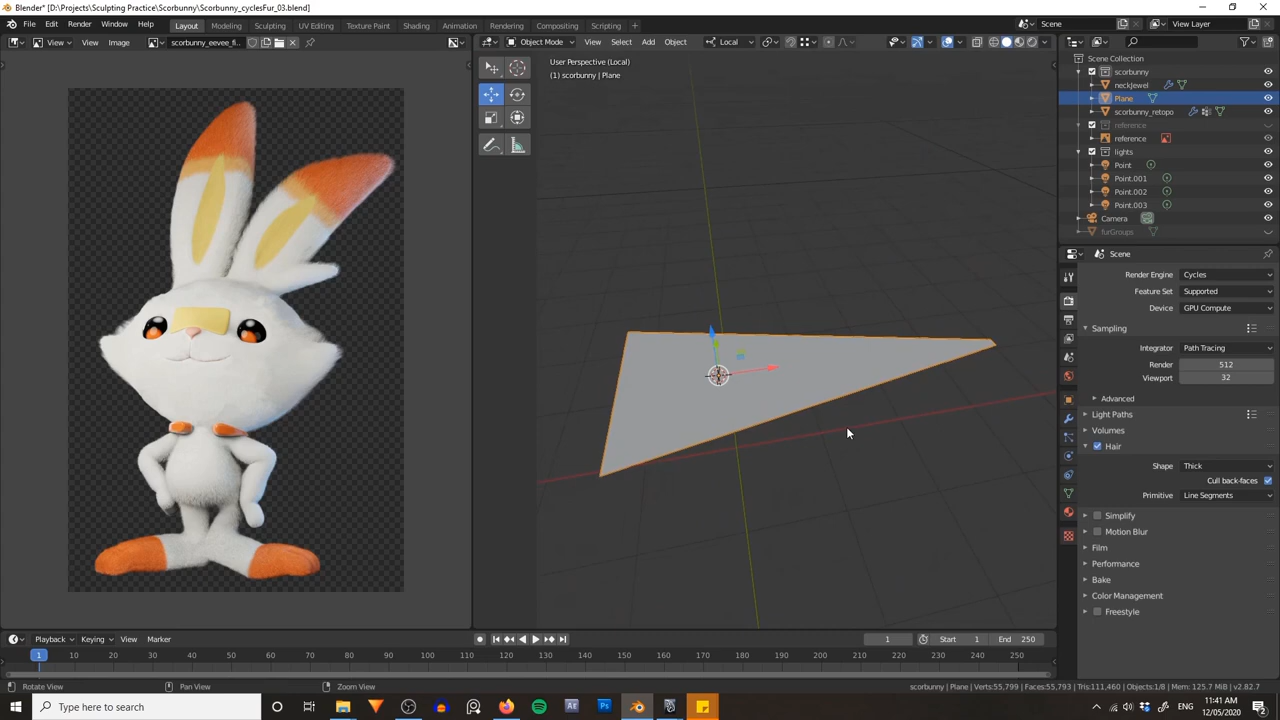 Blender* [D:\Projects\Sculpting Practice\Scorbunny\Scorbunny_cyclesFur_03.blend]
File Edit Render Window Help Layout Modeling Sculpting UV Editing Texture Paint Shading Animation Rendering Compositing Scripting Scene View Layer
View View Image scorbunny_eevee_fi... Object Mode View Select Add Object Local
User Perspective (Local)
(1) scorbunny | Plane
Scene Collection
scorbunny
neckJewel
Plane
scorbunny_retopo
reference
reference
lights
Point
Point.001
Point.002
Point.003
Camera
furGroups
Scene
Render Engine Cycles
Feature Set Supported
Device GPU Compute
Sampling
Integrator Path Tracing
Render 512
Viewport 32
Advanced
Light Paths
Volumes
Hair
Shape Thick
Cull back-faces
Primitive Line Segments
Simplify
Motion Blur
Film
Performance
Bake
Color Management
Freestyle
Playback Keying View Marker 1 Start 1 End 250
1 10 20 30 40 50 60 70 80 90 100 110 120 130 140 150 160 170 180 190 200 210 220 230 240 250
Rotate View Pan View Zoom View scorbunny | Plane | Verts:55,799 | Faces:55,793 | Tris:111,460 | Objects:1/8 | Mem: 125.7 MiB | v2.82.7
Type here to search
11:41 AM
12/05/2020